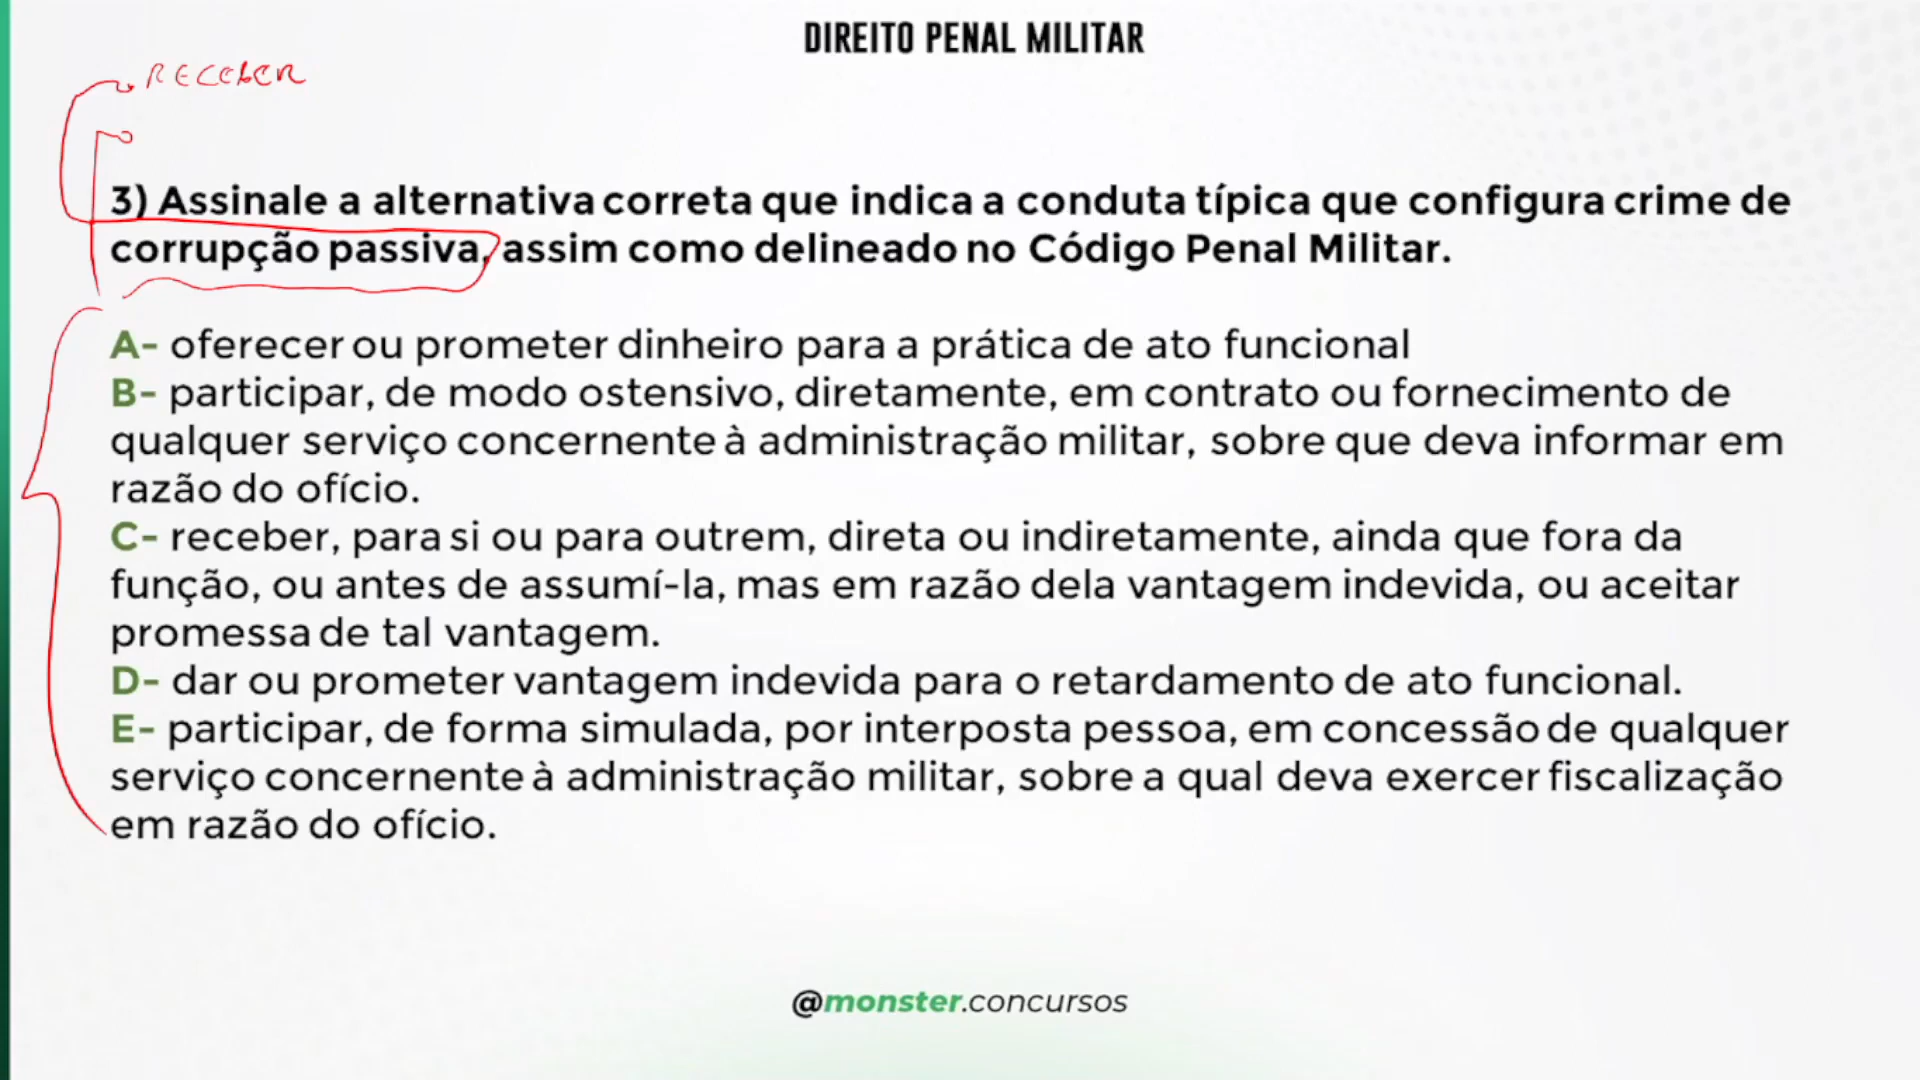 DIREITO PENAL MILITAR
RECEBER
3) Assinale a alternativa correta que indica a conduta típica que configura crime de
corrupção passiva, assim como delineado no Código Penal Militar.
A- oferecer ou prometer dinheiro para a prática de ato funcional
B- participar, de modo ostensivo, diretamente, em contrato ou fornecimento de
qualquer serviço concernente à administração militar, sobre que deva informar em
razão do ofício.
C- receber, para si ou para outrem, direta ou indiretamente, ainda que fora da
função, ou antes de assumí-la, mas em razão dela vantagem indevida, ou aceitar
promessa de tal vantagem.
D- dar ou prometer vantagem indevida para o retardamento de ato funcional.
E- participar, de forma simulada, por interposta pessoa, em concessão de qualquer
serviço concernente à administração militar, sobre a qual deva exercer fiscalização
em razão do ofício.
@monster.concursos